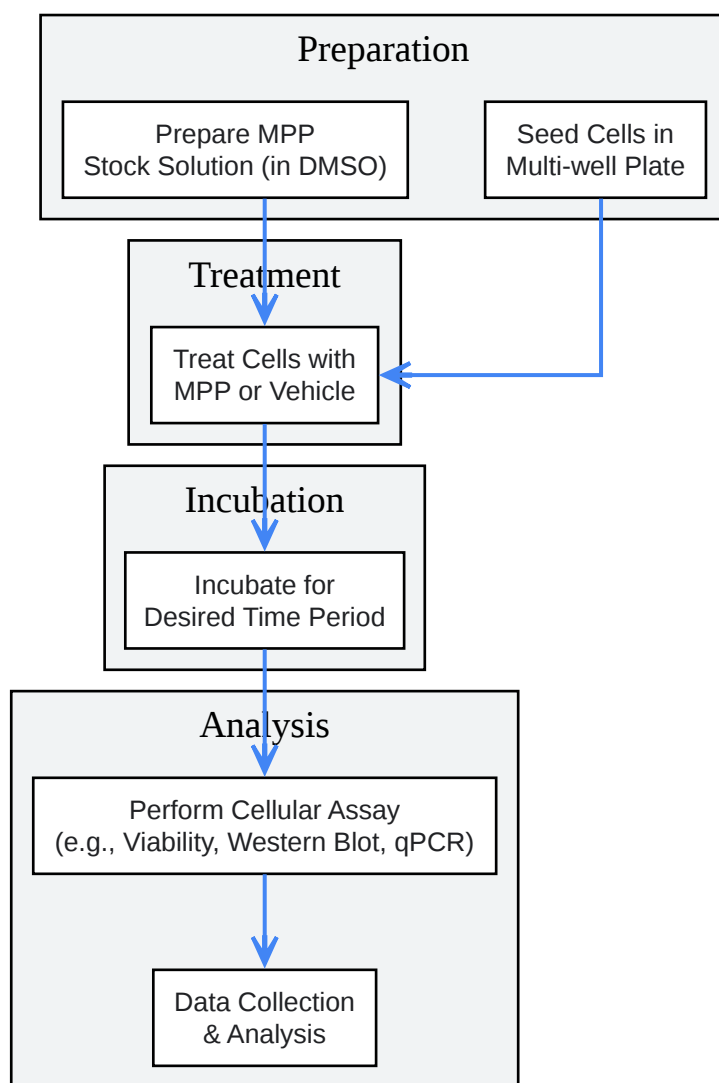 Preparation
Prepare MPP
Stock Solution (in DMSO)
Seed Cells in
Multi-well Plate
Treatment
Treat Cells with
MPP or Vehicle
Incubation
Incubate for
Desired Time Period
Analysis
Perform Cellular Assay
(e.g., Viability, Western Blot, qPCR)
Data Collection
& Analysis